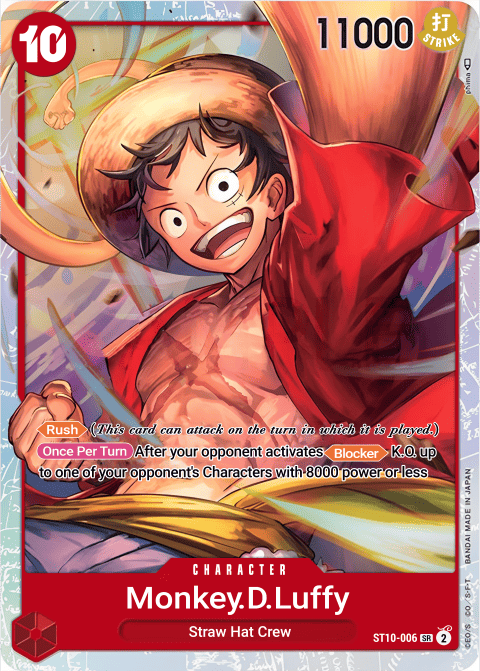 10
11000
打
STRIKE
phima
Rush (This card can attack on the turn in which it is played.)
Once Per Turn After your opponent activates Blocker K.O. up
to one of your opponent's Characters with 8000 power or less
CHARACTER
Monkey.D.Luffy
Straw Hat Crew
ST10-006 SR 2
©E.O/S ©O./S-F-T BANDAI MADE IN JAPAN